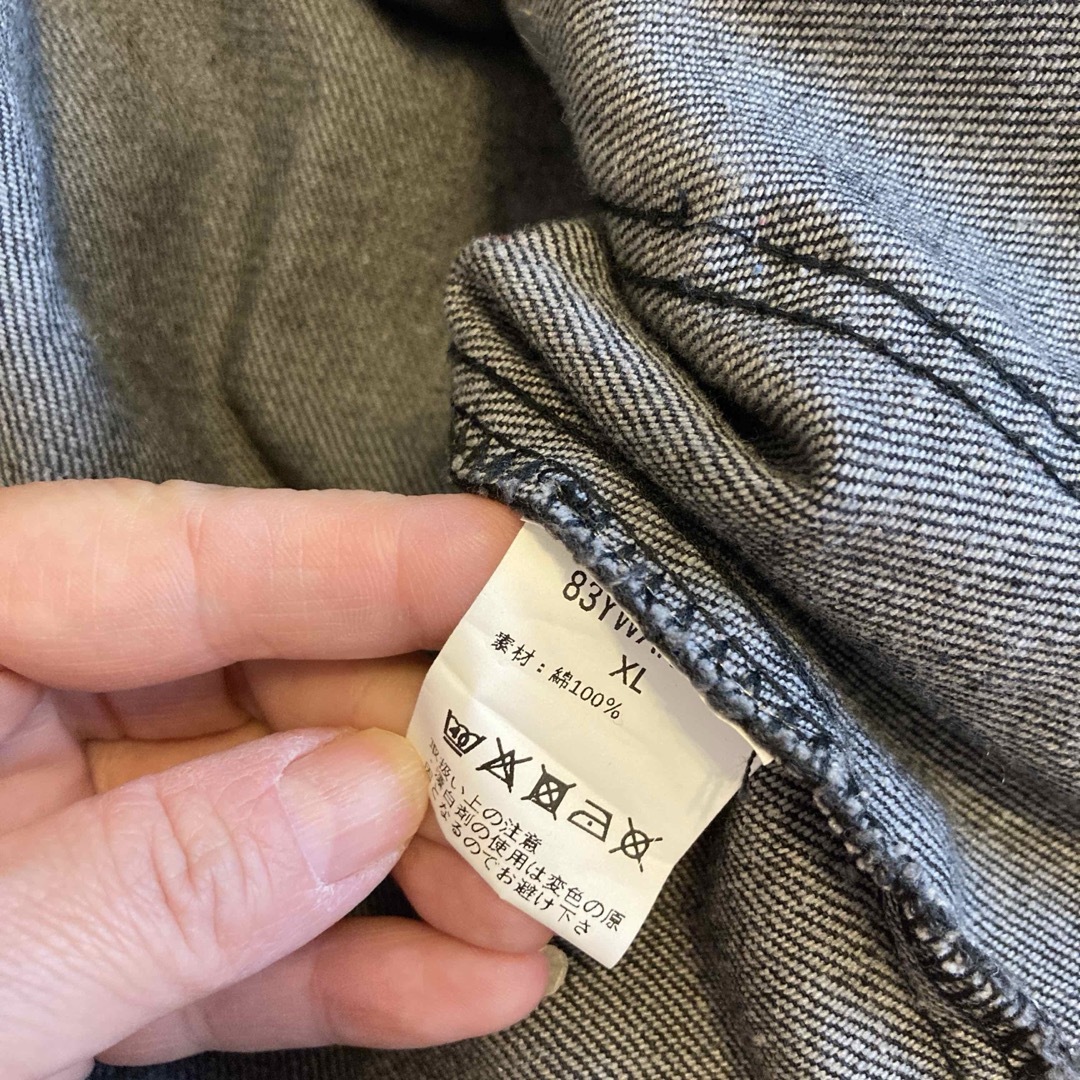 XL
素材：綿100%
取扱い上の注意
漂白剤の使用は変色の原
となるのでお避け下さ